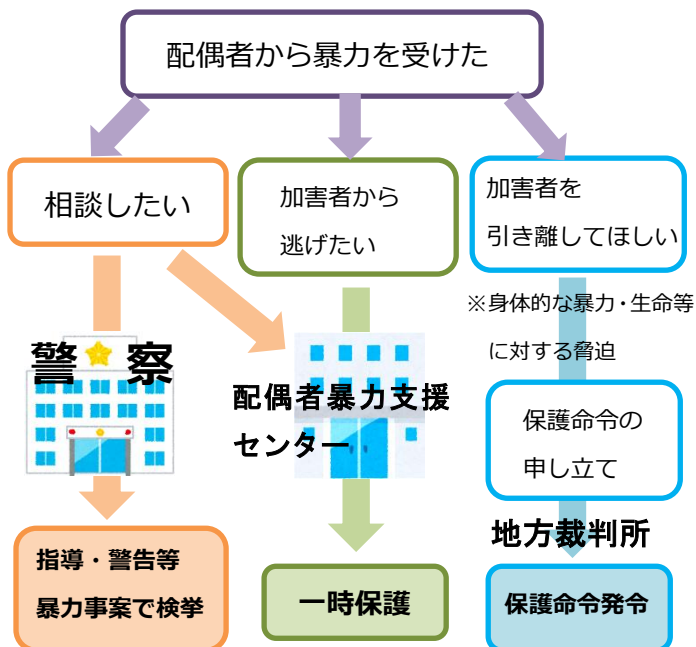 配偶者から暴力を受けた
相談したい
加害者から
逃げたい
加害者を
引き離してほしい
※身体的な暴力・生命等
に対する脅迫
警察
配偶者暴力支援
センター
保護命令の
申し立て
地方裁判所
指導・警告等
暴力事案で検挙
一時保護
保護命令発令